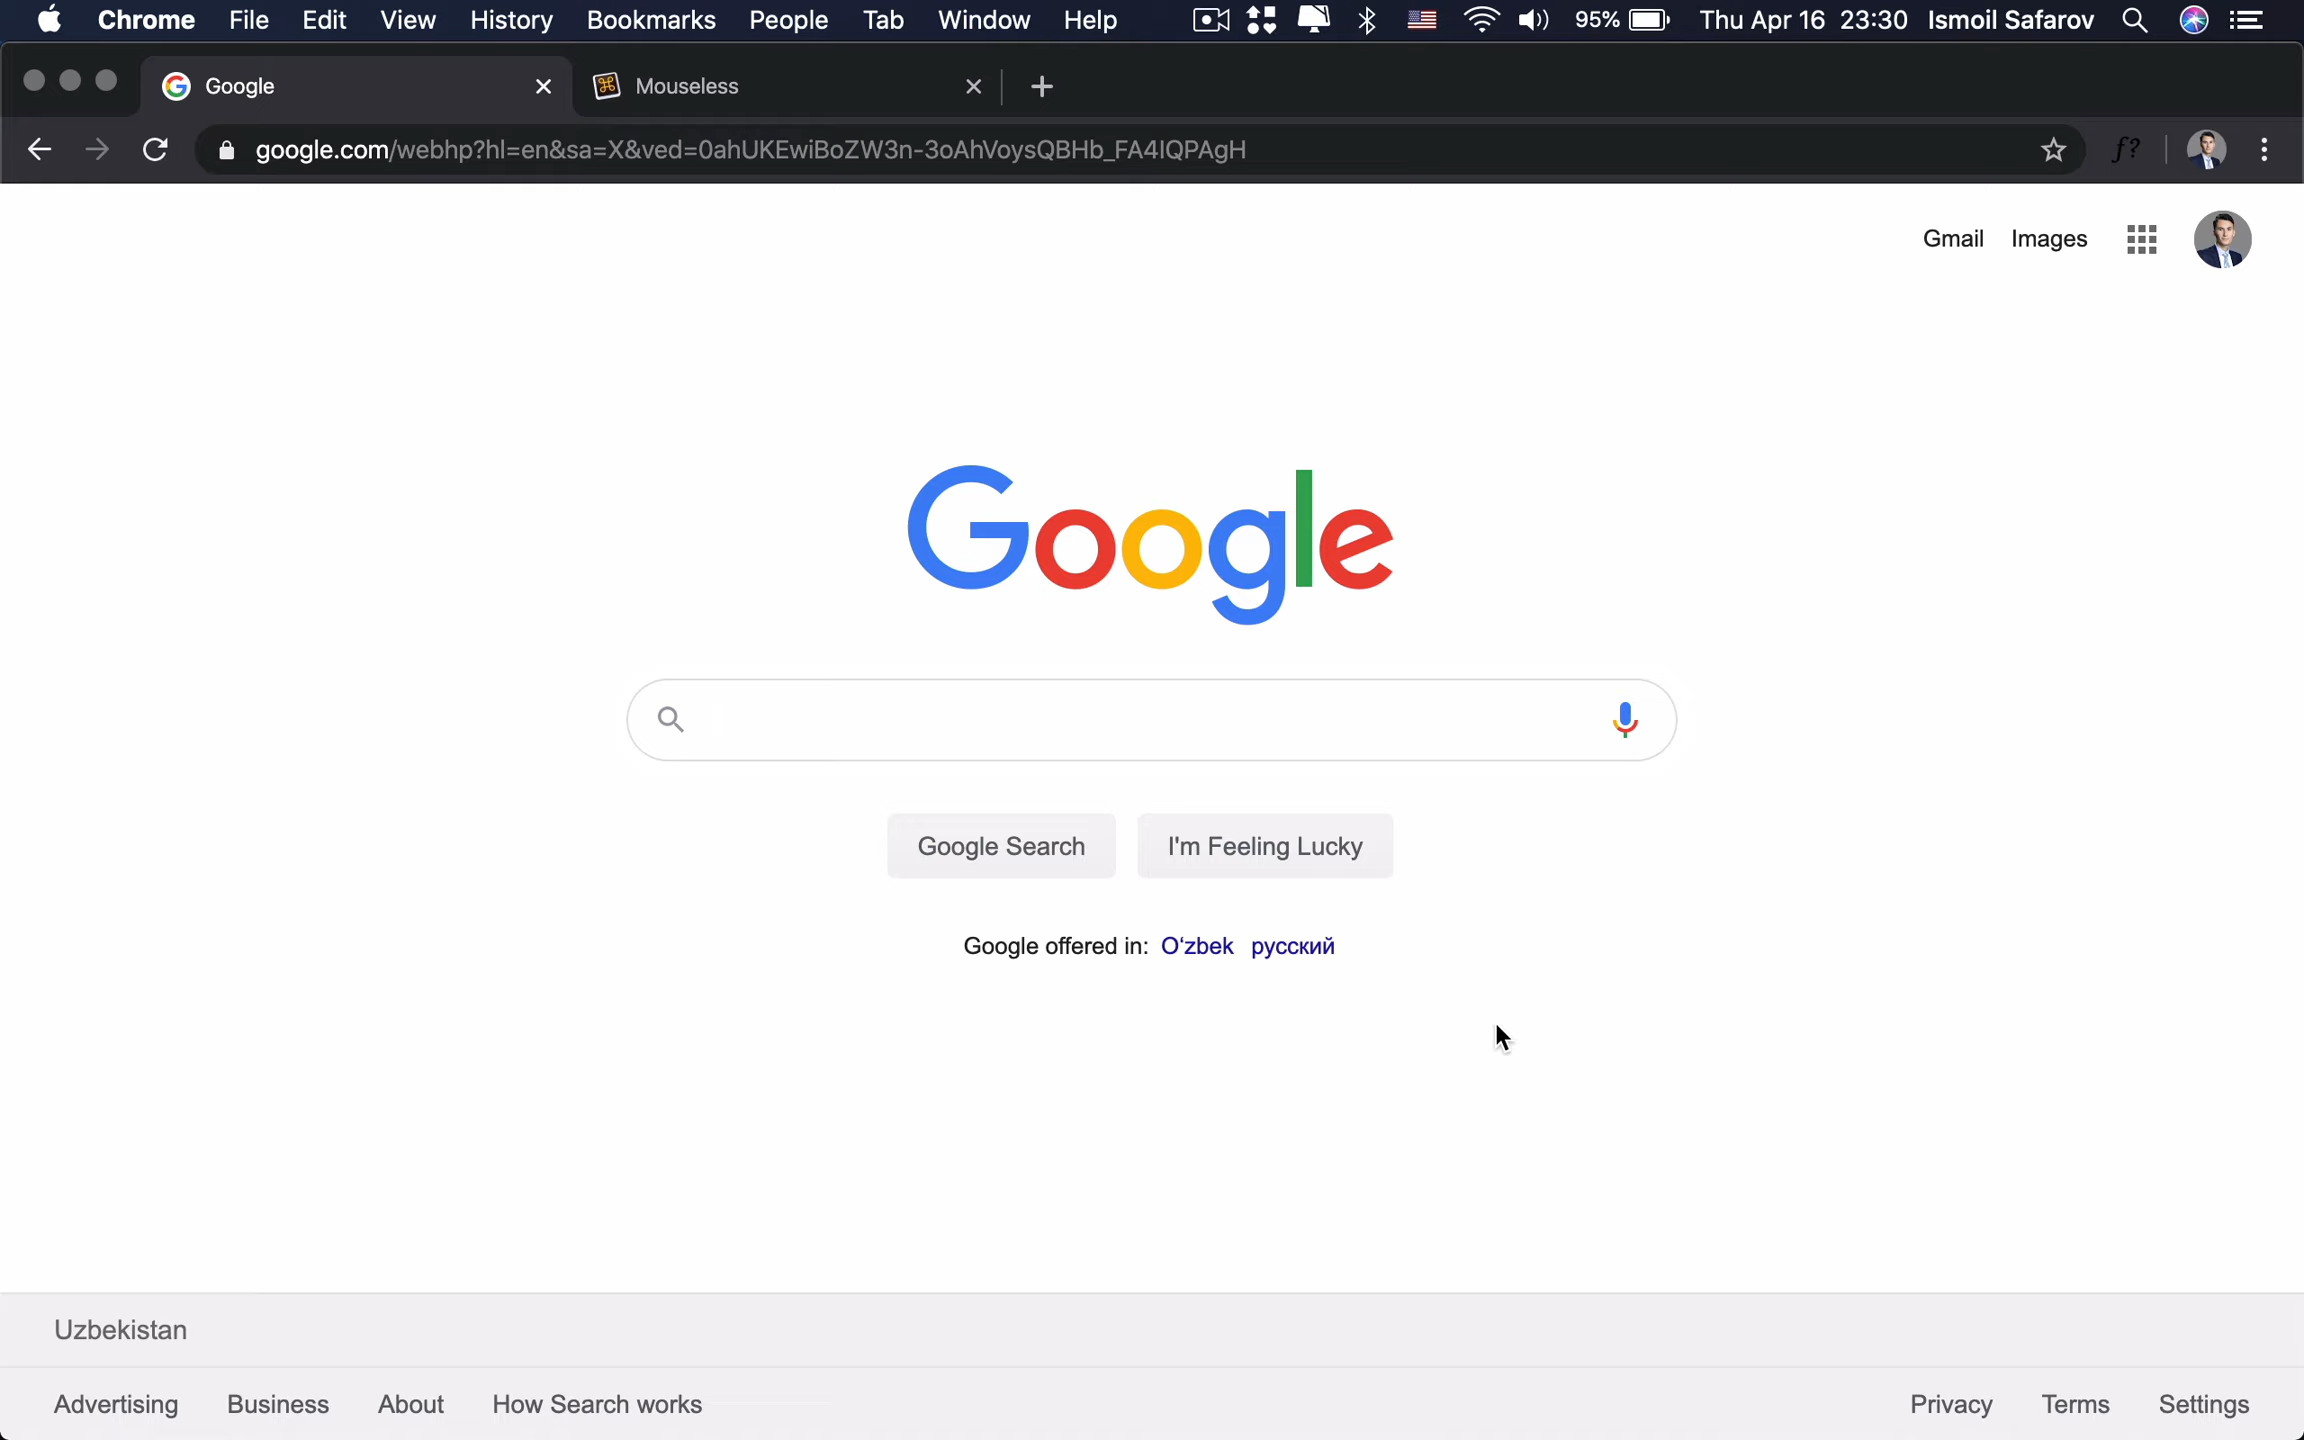 Chrome File Edit View History Bookmarks People Tab Window Help 95% Thu Apr 16 23:30 Ismoil Safarov
Google Mouseless
google.com/webhp?hl=en&sa=X&ved=0ahUKEwiBoZW3n-3oAhVoysQBHb_FA4IQPAgH f?
Gmail Images
Google
Google Search I'm Feeling Lucky
Google offered in: Oʻzbek русский
Uzbekistan
Advertising Business About How Search works Privacy Terms Settings